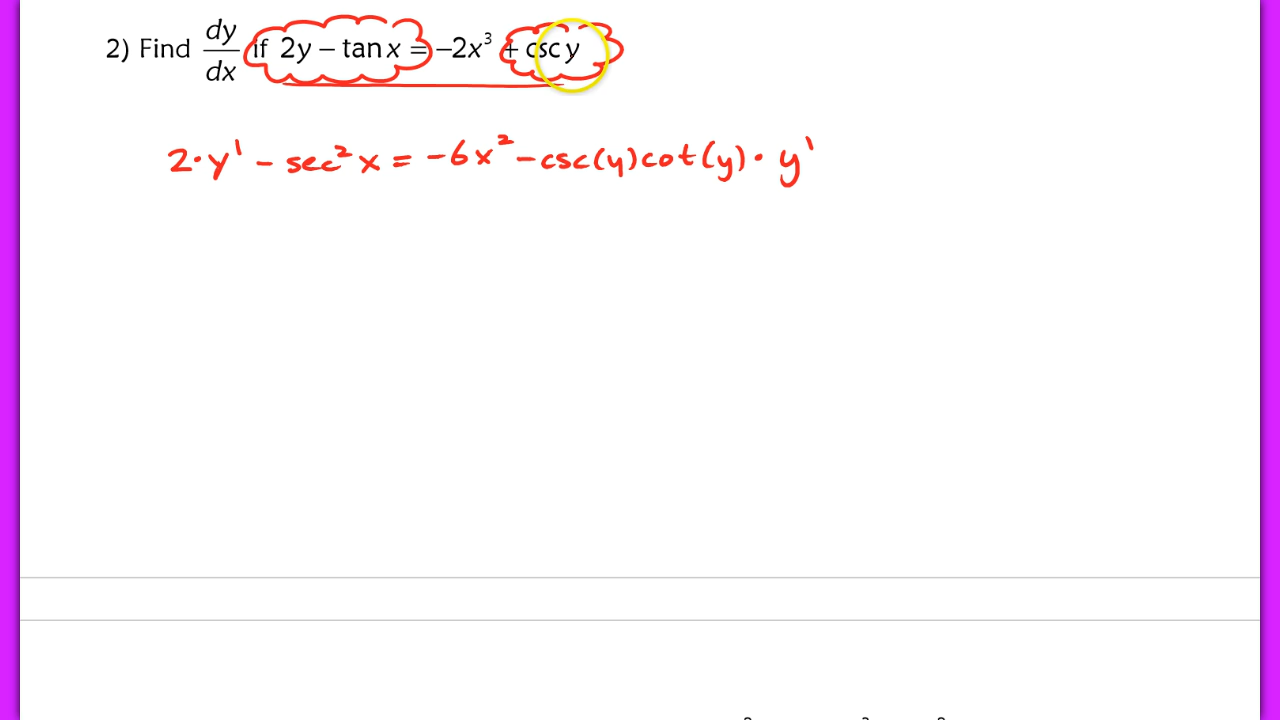 2) Find dy/dx if 2y – tan x = –2x³ + csc y
2·y' – sec²x = –6x² – csc(y)cot(y)·y'